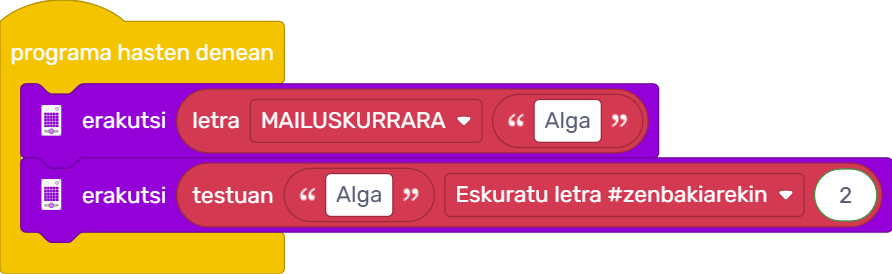 programa hasten denean
erakutsi letra MAILUSKURRARA “ Alga ”
erakutsi testuan “ Alga ” Eskuratu letra #zenbakiarekin 2